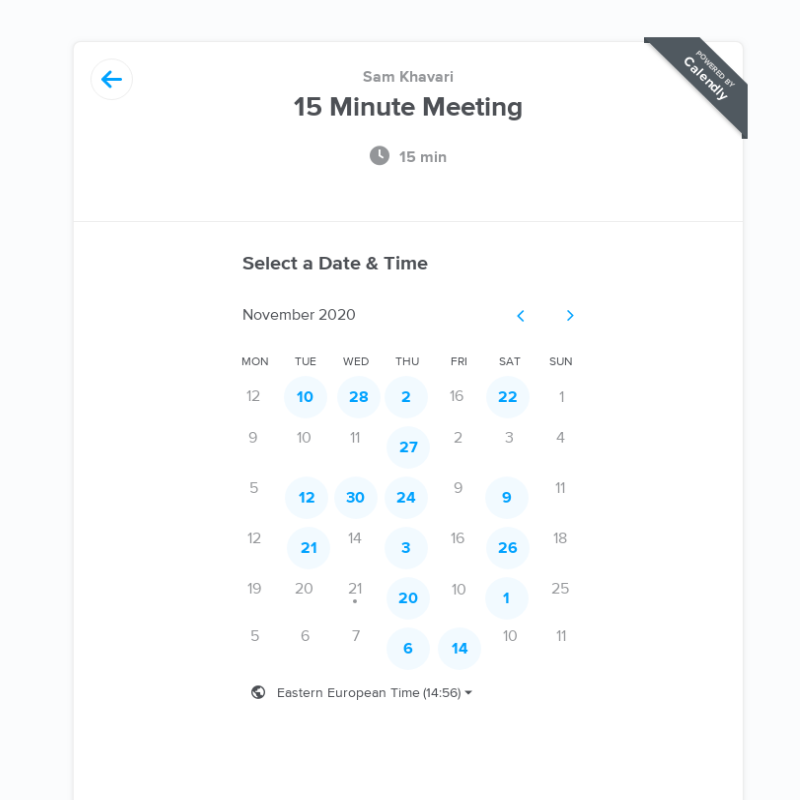 POWERED BY
Calendly
Sam Khavari
15 Minute Meeting
15 min
Select a Date & Time
November 2020
MON TUE WED THU FRI SAT SUN
12 10 28 2 16 22 1
9 10 11 27 2 3 4
5 12 30 24 9 9 11
12 21 14 3 16 26 18
19 20 21 20 10 1 25
5 6 7 6 14 10 11
Eastern European Time (14:56)